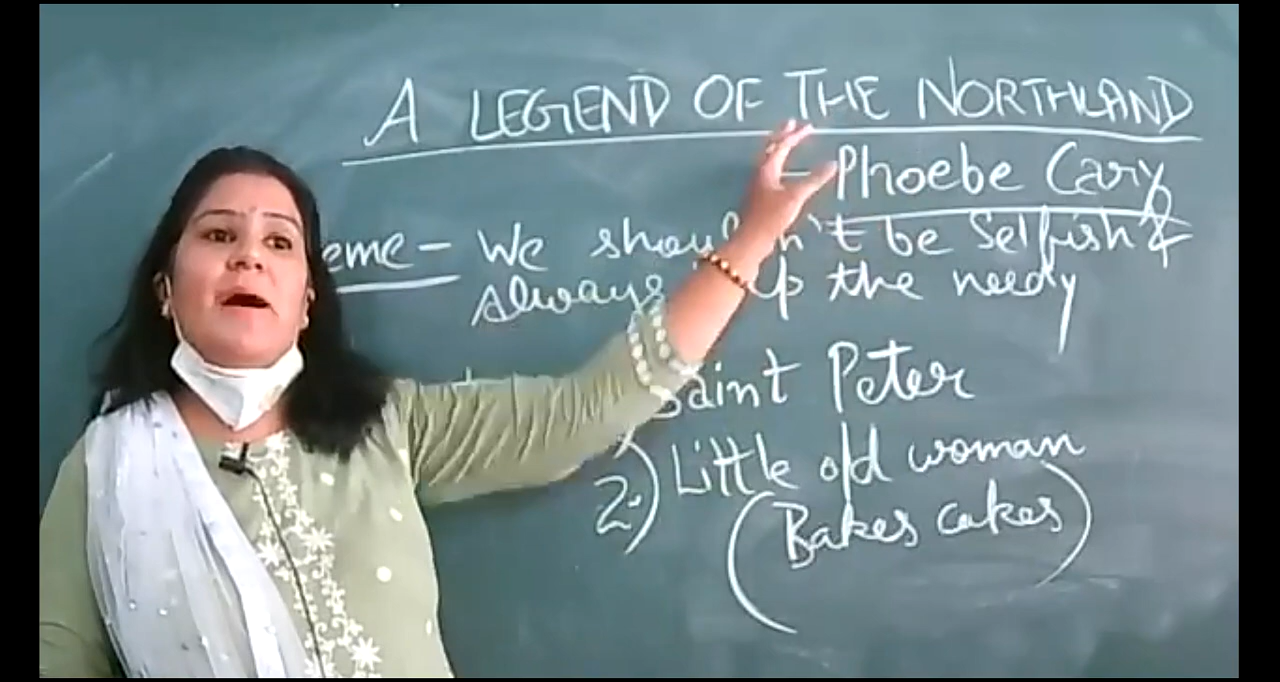 A LEGEND OF THE NORTHLAND
- Phoebe Cary
eme - We shouldn't be Selfish &
always the needy
Saint Peter
2.) Little old woman
(Bakes cakes)